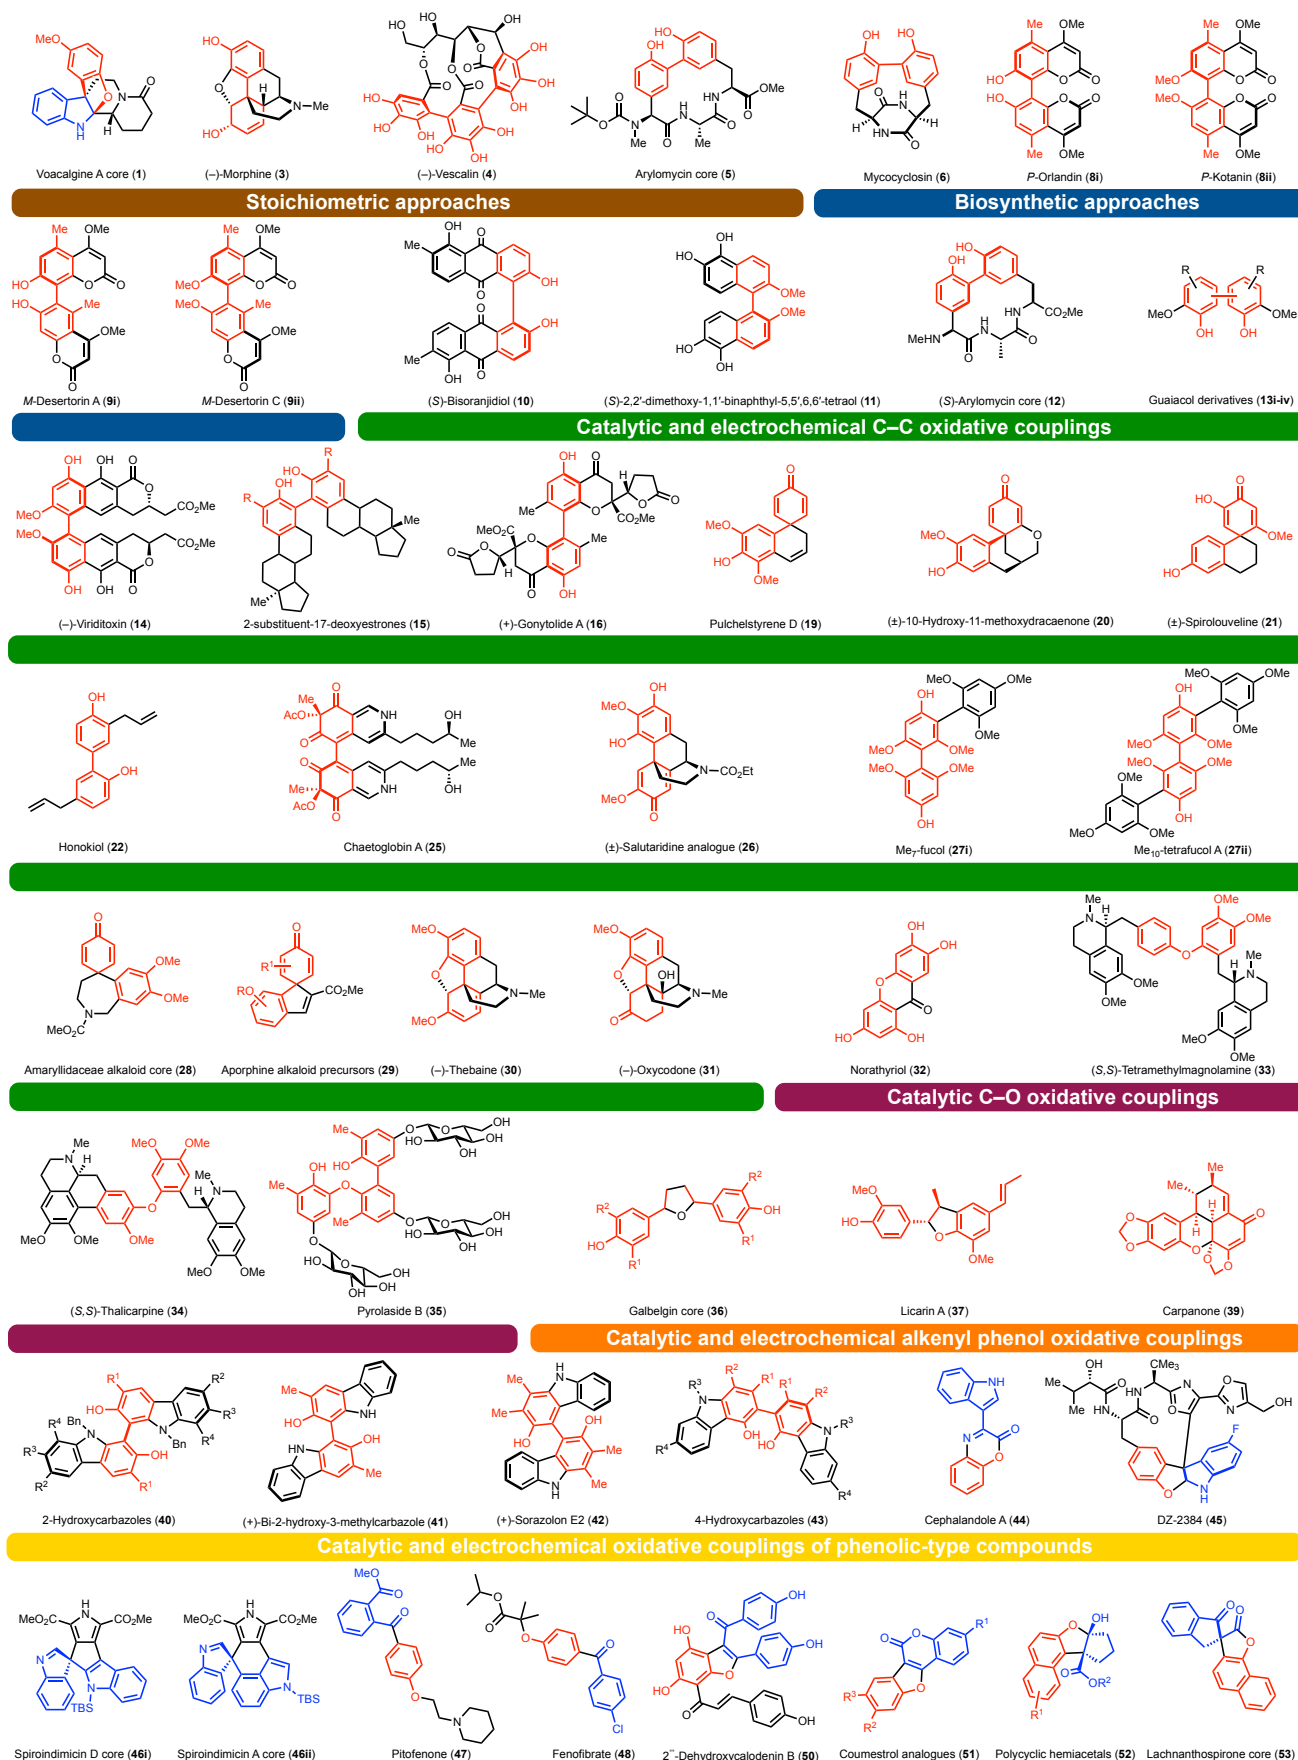 Voacalgine A core (1)
(–)-Morphine (3)
(–)-Vescalin (4)
Arylomycin core (5)
Mycocyclosin (6)
P-Orlandin (8i)
P-Kotanin (8ii)
Stoichiometric approaches
Biosynthetic approaches
M-Desertorin A (9i)
M-Desertorin C (9ii)
(S)-Bisoranjidiol (10)
(S)-2,2′-dimethoxy-1,1′-binaphthyl-5,5′,6,6′-tetraol (11)
(S)-Arylomycin core (12)
Guaiacol derivatives (13i-iv)
Catalytic and electrochemical C–C oxidative couplings
(–)-Viriditoxin (14)
2-substituent-17-deoxyestrones (15)
(+)-Gonytolide A (16)
Pulchelstyrene D (19)
(±)-10-Hydroxy-11-methoxydracaenone (20)
(±)-Spirolouveline (21)
Honokiol (22)
Chaetoglobin A (25)
(±)-Salutaridine analogue (26)
Me7-fucol (27i)
Me10-tetrafucol A (27ii)
Amaryllidaceae alkaloid core (28)
Aporphine alkaloid precursors (29)
(–)-Thebaine (30)
(–)-Oxycodone (31)
Norathyriol (32)
(S,S)-Tetramethylmagnolamine (33)
Catalytic C–O oxidative couplings
(S,S)-Thalicarpine (34)
Pyrolaside B (35)
Galbelgin core (36)
Licarin A (37)
Carpanone (39)
Catalytic and electrochemical alkenyl phenol oxidative couplings
2-Hydroxycarbazoles (40)
(+)-Bi-2-hydroxy-3-methylcarbazole (41)
(+)-Sorazolon E2 (42)
4-Hydroxycarbazoles (43)
Cephalandole A (44)
DZ-2384 (45)
Catalytic and electrochemical oxidative couplings of phenolic-type compounds
Spiroindimicin D core (46i)
Spiroindimicin A core (46ii)
Pitofenone (47)
Fenofibrate (48)
2‴-Dehydroxycalodenin B (50)
Coumestrol analogues (51)
Polycyclic hemiacetals (52)
Lachnanthospirone core (53)